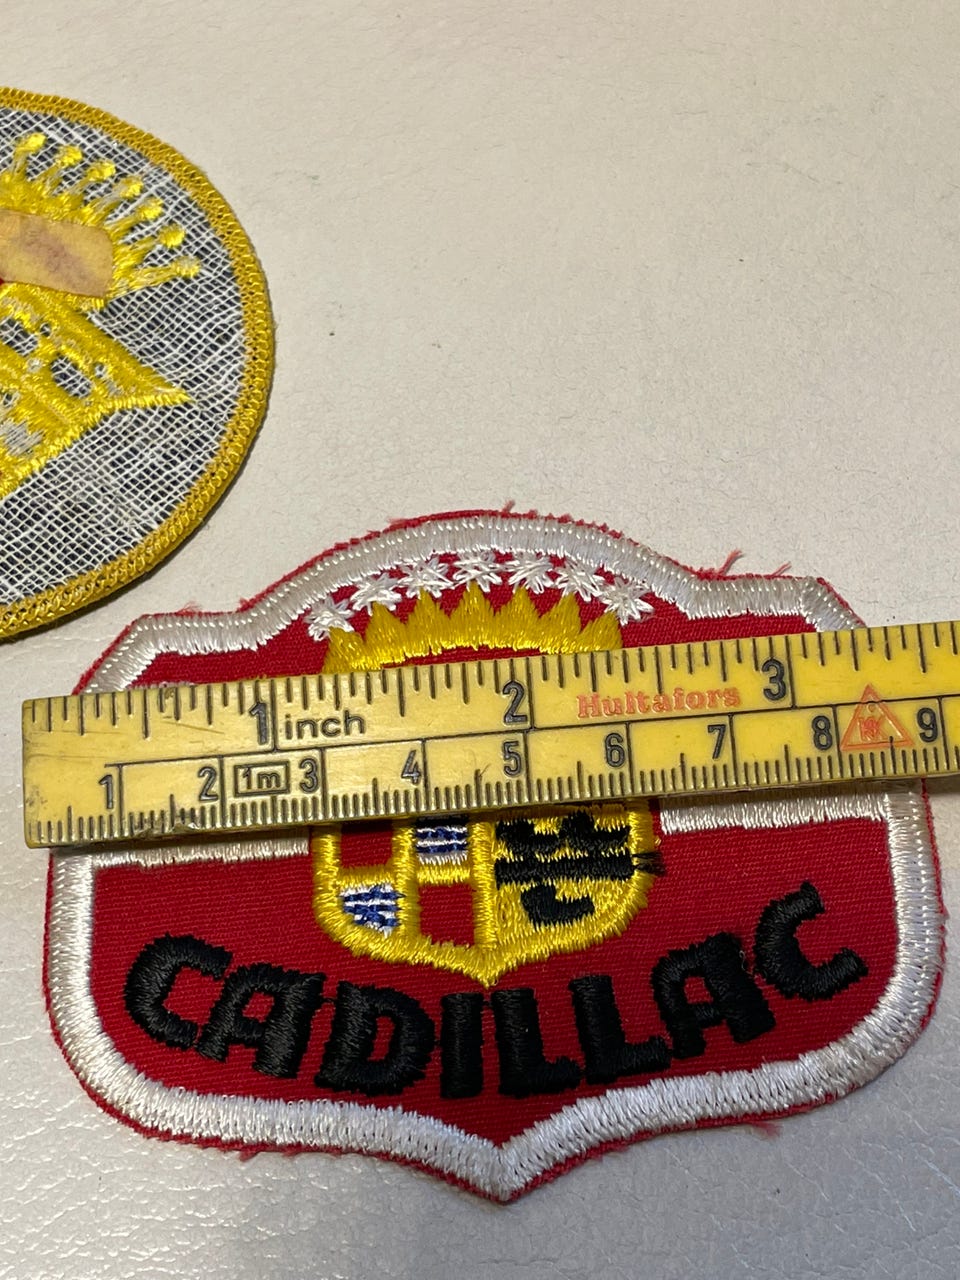 1 inch 2 Hultafors 3
1 2 1m 3 4 5 6 7 8 9
CADILLAC